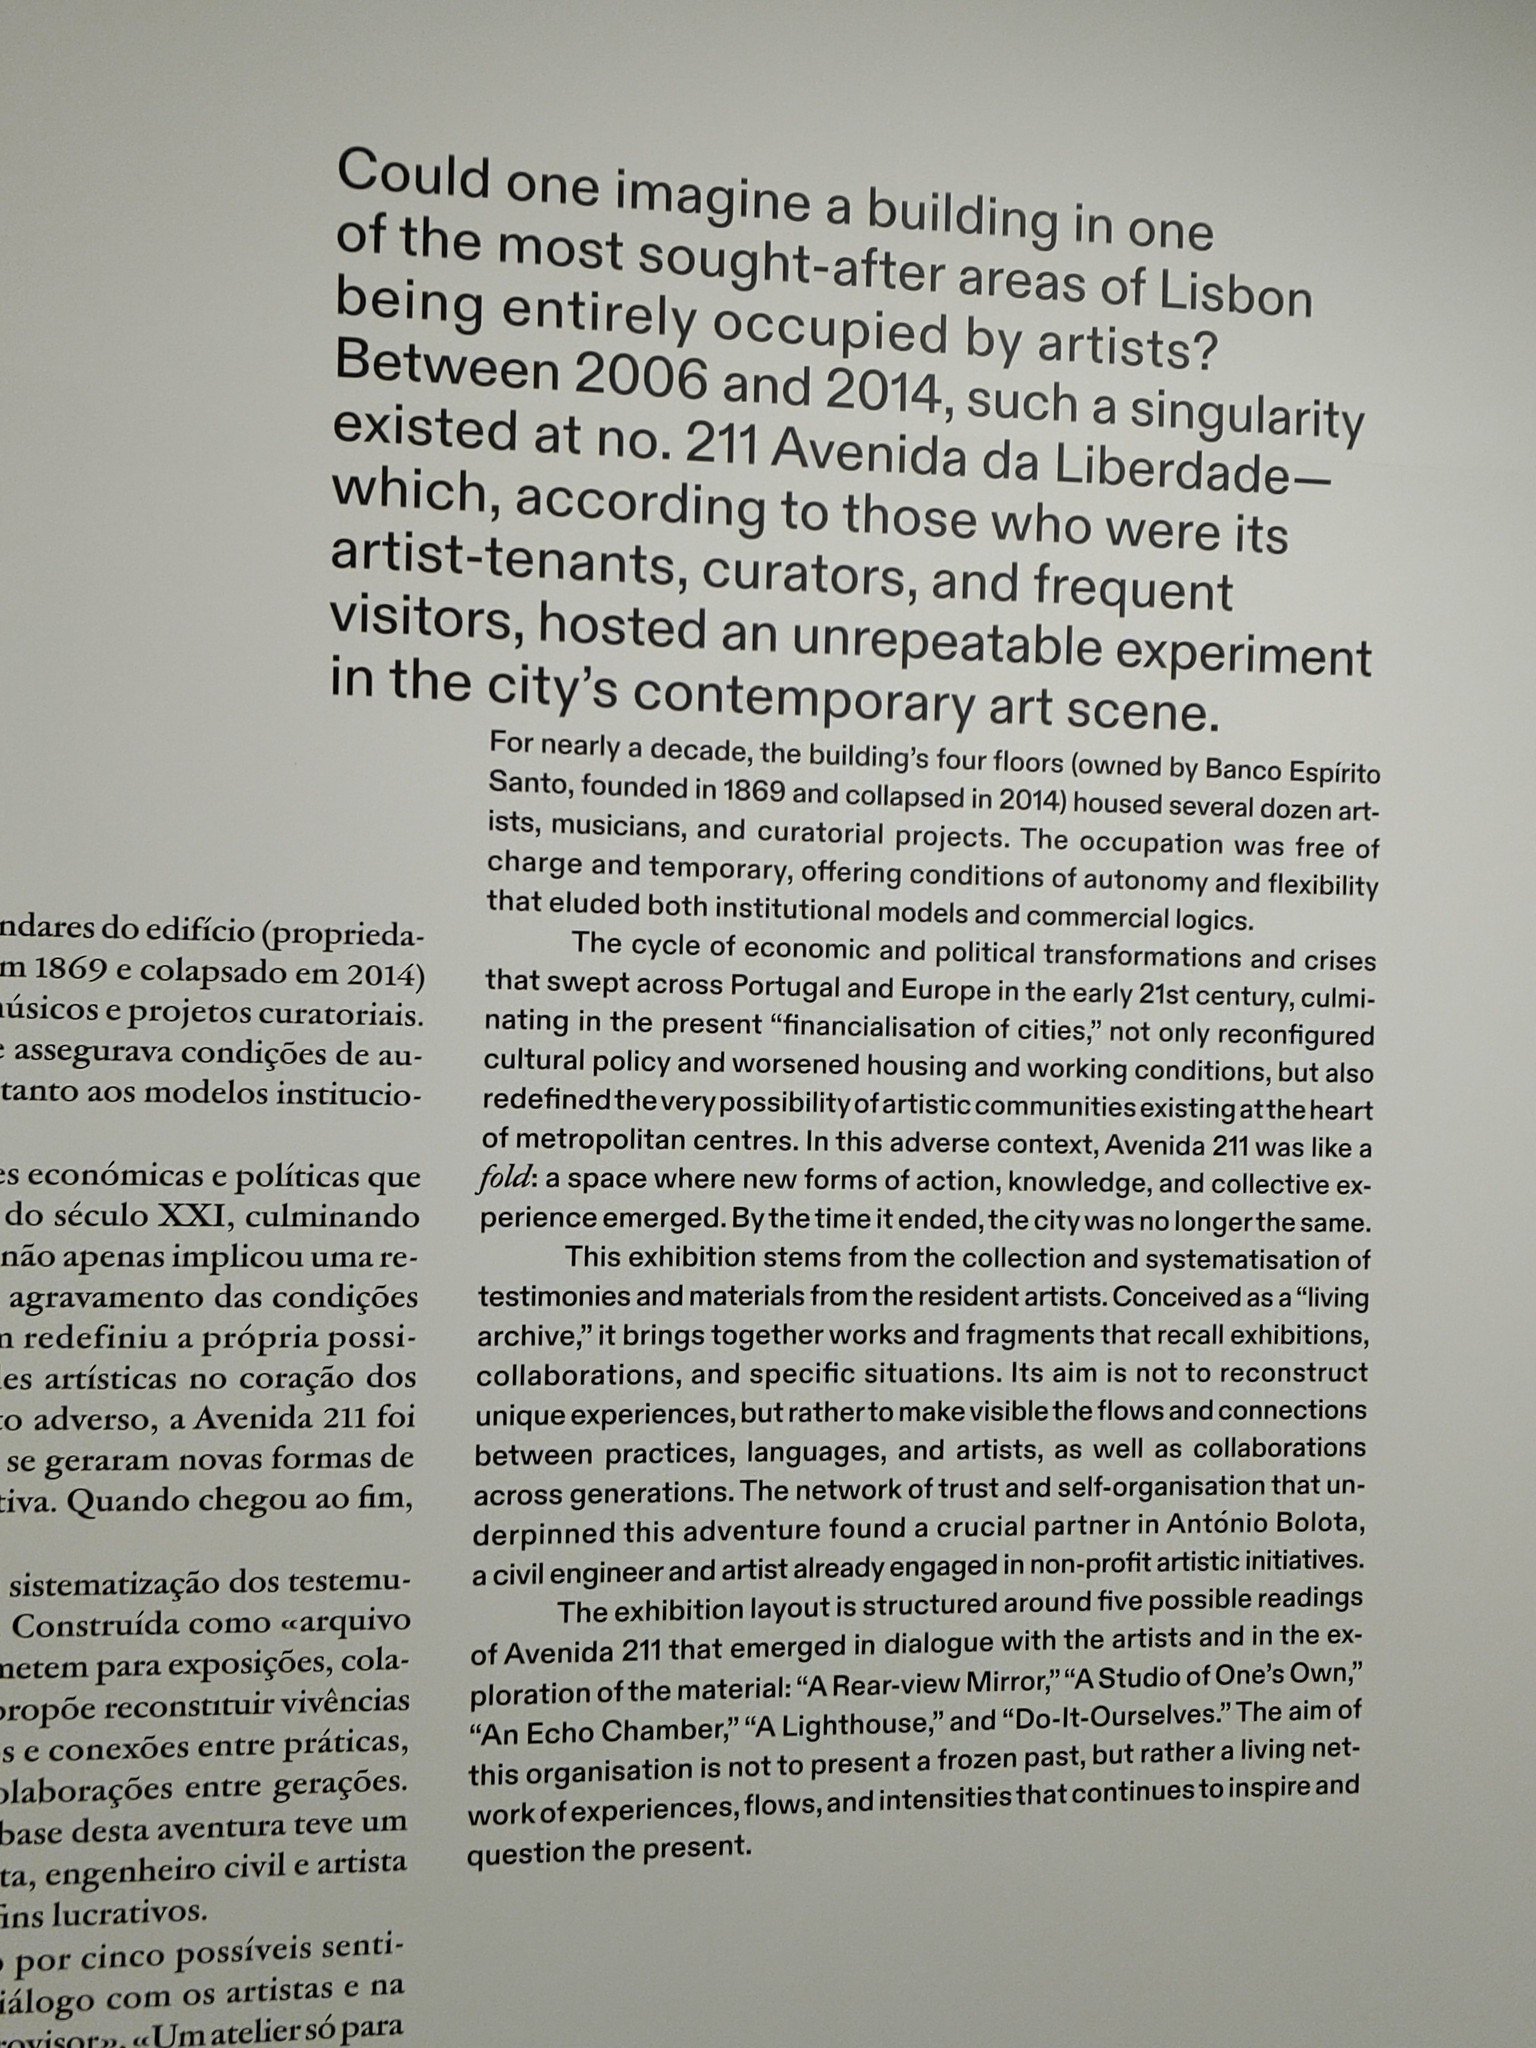 Could one imagine a building in one
of the most sought-after areas of Lisbon
being entirely occupied by artists?
Between 2006 and 2014, such a singularity
existed at no. 211 Avenida da Liberdade—
which, according to those who were its
artist-tenants, curators, and frequent
visitors, hosted an unrepeatable experiment
in the city’s contemporary art scene.
For nearly a decade, the building’s four floors (owned by Banco Espírito
Santo, founded in 1869 and collapsed in 2014) housed several dozen art-
ists, musicians, and curatorial projects. The occupation was free of
charge and temporary, offering conditions of autonomy and flexibility
that eluded both institutional models and commercial logics.
The cycle of economic and political transformations and crises
that swept across Portugal and Europe in the early 21st century, culmi-
nating in the present “financialisation of cities,” not only reconfigured
cultural policy and worsened housing and working conditions, but also
redefined the very possibility of artistic communities existing at the heart
of metropolitan centres. In this adverse context, Avenida 211 was like a
fold: a space where new forms of action, knowledge, and collective ex-
perience emerged. By the time it ended, the city was no longer the same.
This exhibition stems from the collection and systematisation of
testimonies and materials from the resident artists. Conceived as a “living
archive,” it brings together works and fragments that recall exhibitions,
collaborations, and specific situations. Its aim is not to reconstruct
unique experiences, but rather to make visible the flows and connections
between practices, languages, and artists, as well as collaborations
across generations. The network of trust and self-organisation that un-
derpinned this adventure found a crucial partner in António Bolota,
a civil engineer and artist already engaged in non-profit artistic initiatives.
The exhibition layout is structured around five possible readings
of Avenida 211 that emerged in dialogue with the artists and in the ex-
ploration of the material: “A Rear-view Mirror,” “A Studio of One’s Own,”
“An Echo Chamber,” “A Lighthouse,” and “Do-It-Ourselves.” The aim of
this organisation is not to present a frozen past, but rather a living net-
work of experiences, flows, and intensities that continues to inspire and
question the present.
ndares do edifício (proprieda-
m 1869 e colapsado em 2014)
músicos e projetos curatoriais.
e assegurava condições de au-
tanto aos modelos institucio-
es económicas e políticas que
do século XXI, culminando
não apenas implicou uma re-
agravamento das condições
m redefiniu a própria possi-
des artísticas no coração dos
to adverso, a Avenida 211 foi
se geraram novas formas de
tiva. Quando chegou ao fim,
sistematização dos testemu-
Construída como «arquivo
metem para exposições, cola-
propõe reconstituir vivências
s e conexões entre práticas,
olaborações entre gerações.
base desta aventura teve um
ta, engenheiro civil e artista
fins lucrativos.
o por cinco possíveis senti-
iálogo com os artistas e na
rovisor», «Um atelier só para